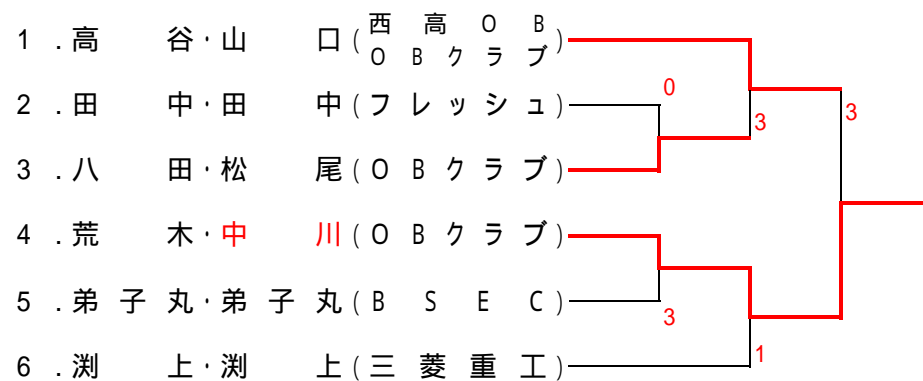 1 .高 谷・山 口(西高OB OBクラブ)
0
2 .田 中・田 中(フレッシュ)
3
3
3 .八 田・松 尾(OBクラブ)
4 .荒 木・中 川(OBクラブ)
5 .弟子丸・弟子丸(BSEC)
3
1
6 .渕 上・渕 上(三菱重工)